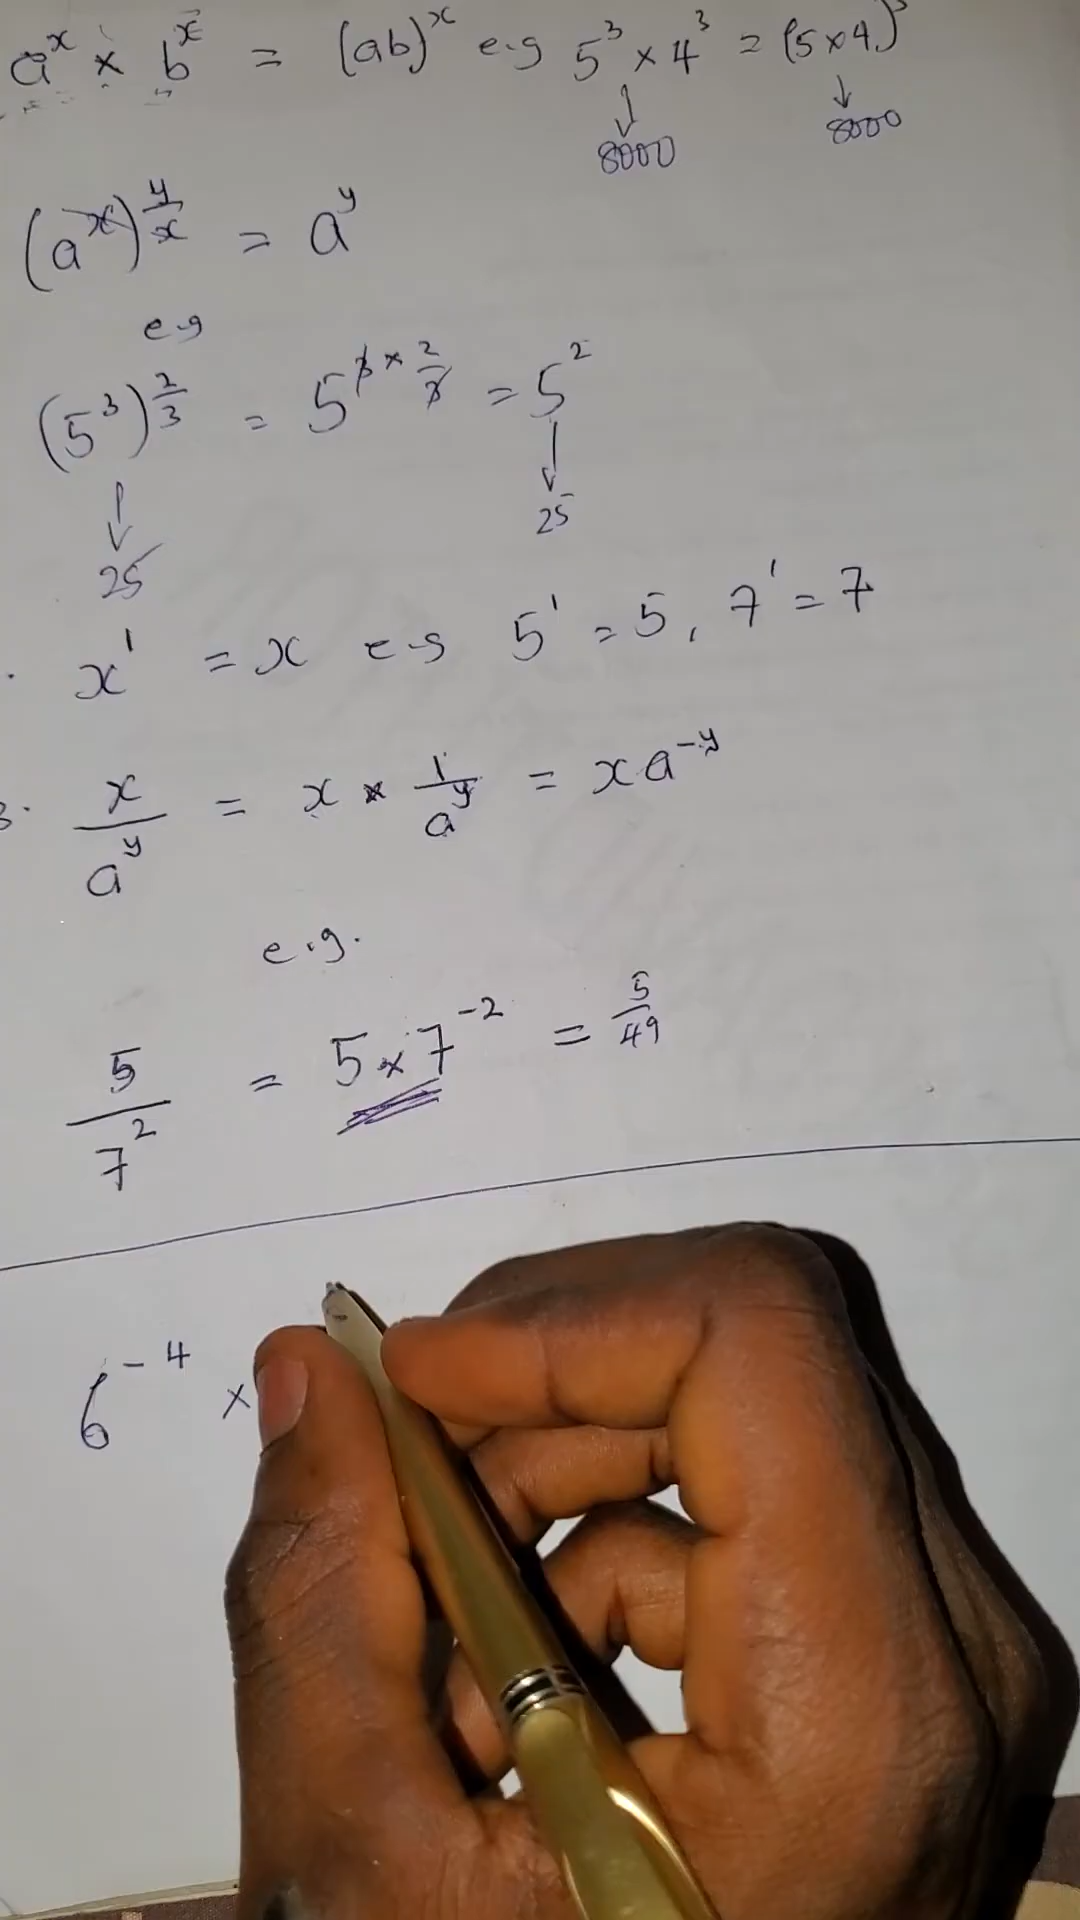 a^x × b^x = (ab)^x e.g 5^3 × 4^3 = (5×4)^3
↓ 8000 ↓ 8000
(a^x)^(y/x) = a^y
e.g
(5^3)^(2/3) = 5^(3 × 2/3) = 5^2
↓ 25 ↓ 25
x^1 = x e.g 5^1 = 5, 7^1 = 7
x/a^y = x × 1/a^y = x a^-y
e.g.
5/7^2 = 5×7^-2 = 5/49
6^-4 ×